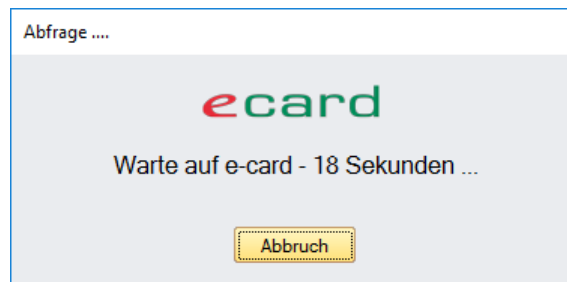 Abfrage ....
ecard
Warte auf e-card - 18 Sekunden ...
Abbruch